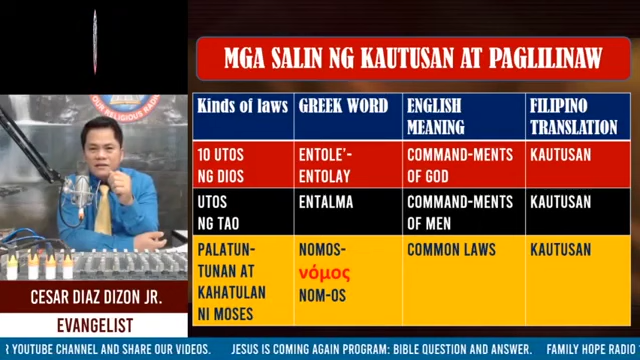 MGA SALIN NG KAUTUSAN AT PAGLILINAW
Kinds of laws
GREEK WORD
ENGLISH
MEANING
FILIPINO
TRANSLATION
10 UTOS
NG DIOS
ENTOLE’-
ENTOLAY
COMMAND-MENTS
OF GOD
KAUTUSAN
UTOS
NG TAO
ENTALMA
COMMAND-MENTS
OF MEN
KAUTUSAN
PALATUN-
TUNAN AT
KAHATULAN
NI MOSES
NOMOS-
νόμος
NOM-OS
COMMON LAWS
KAUTUSAN
CESAR DIAZ DIZON JR.
EVANGELIST
R YOUTUBE CHANNEL AND SHARE OUR VIDEOS. JESUS IS COMING AGAIN PROGRAM: BIBLE QUESTION AND ANSWER. FAMILY HOPE RADIO